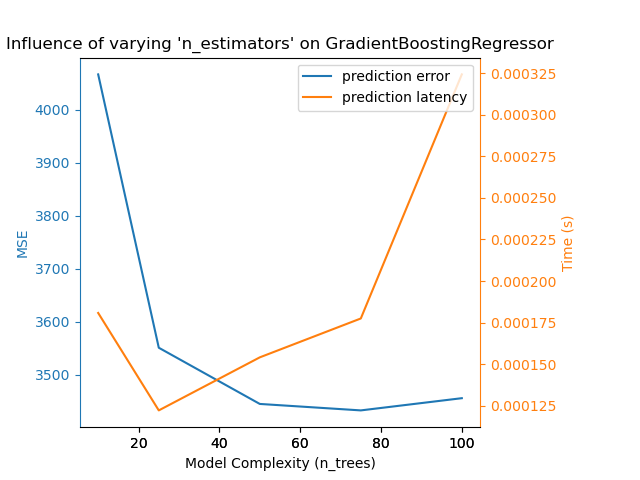 Influence of varying 'n_estimators' on GradientBoostingRegressor
prediction error
prediction latency
MSE
4000
3900
3800
3700
3600
3500
0.000325
0.000300
0.000275
0.000250
0.000225
0.000200
0.000175
0.000150
0.000125
Time (s)
20 40 60 80 100
Model Complexity (n_trees)